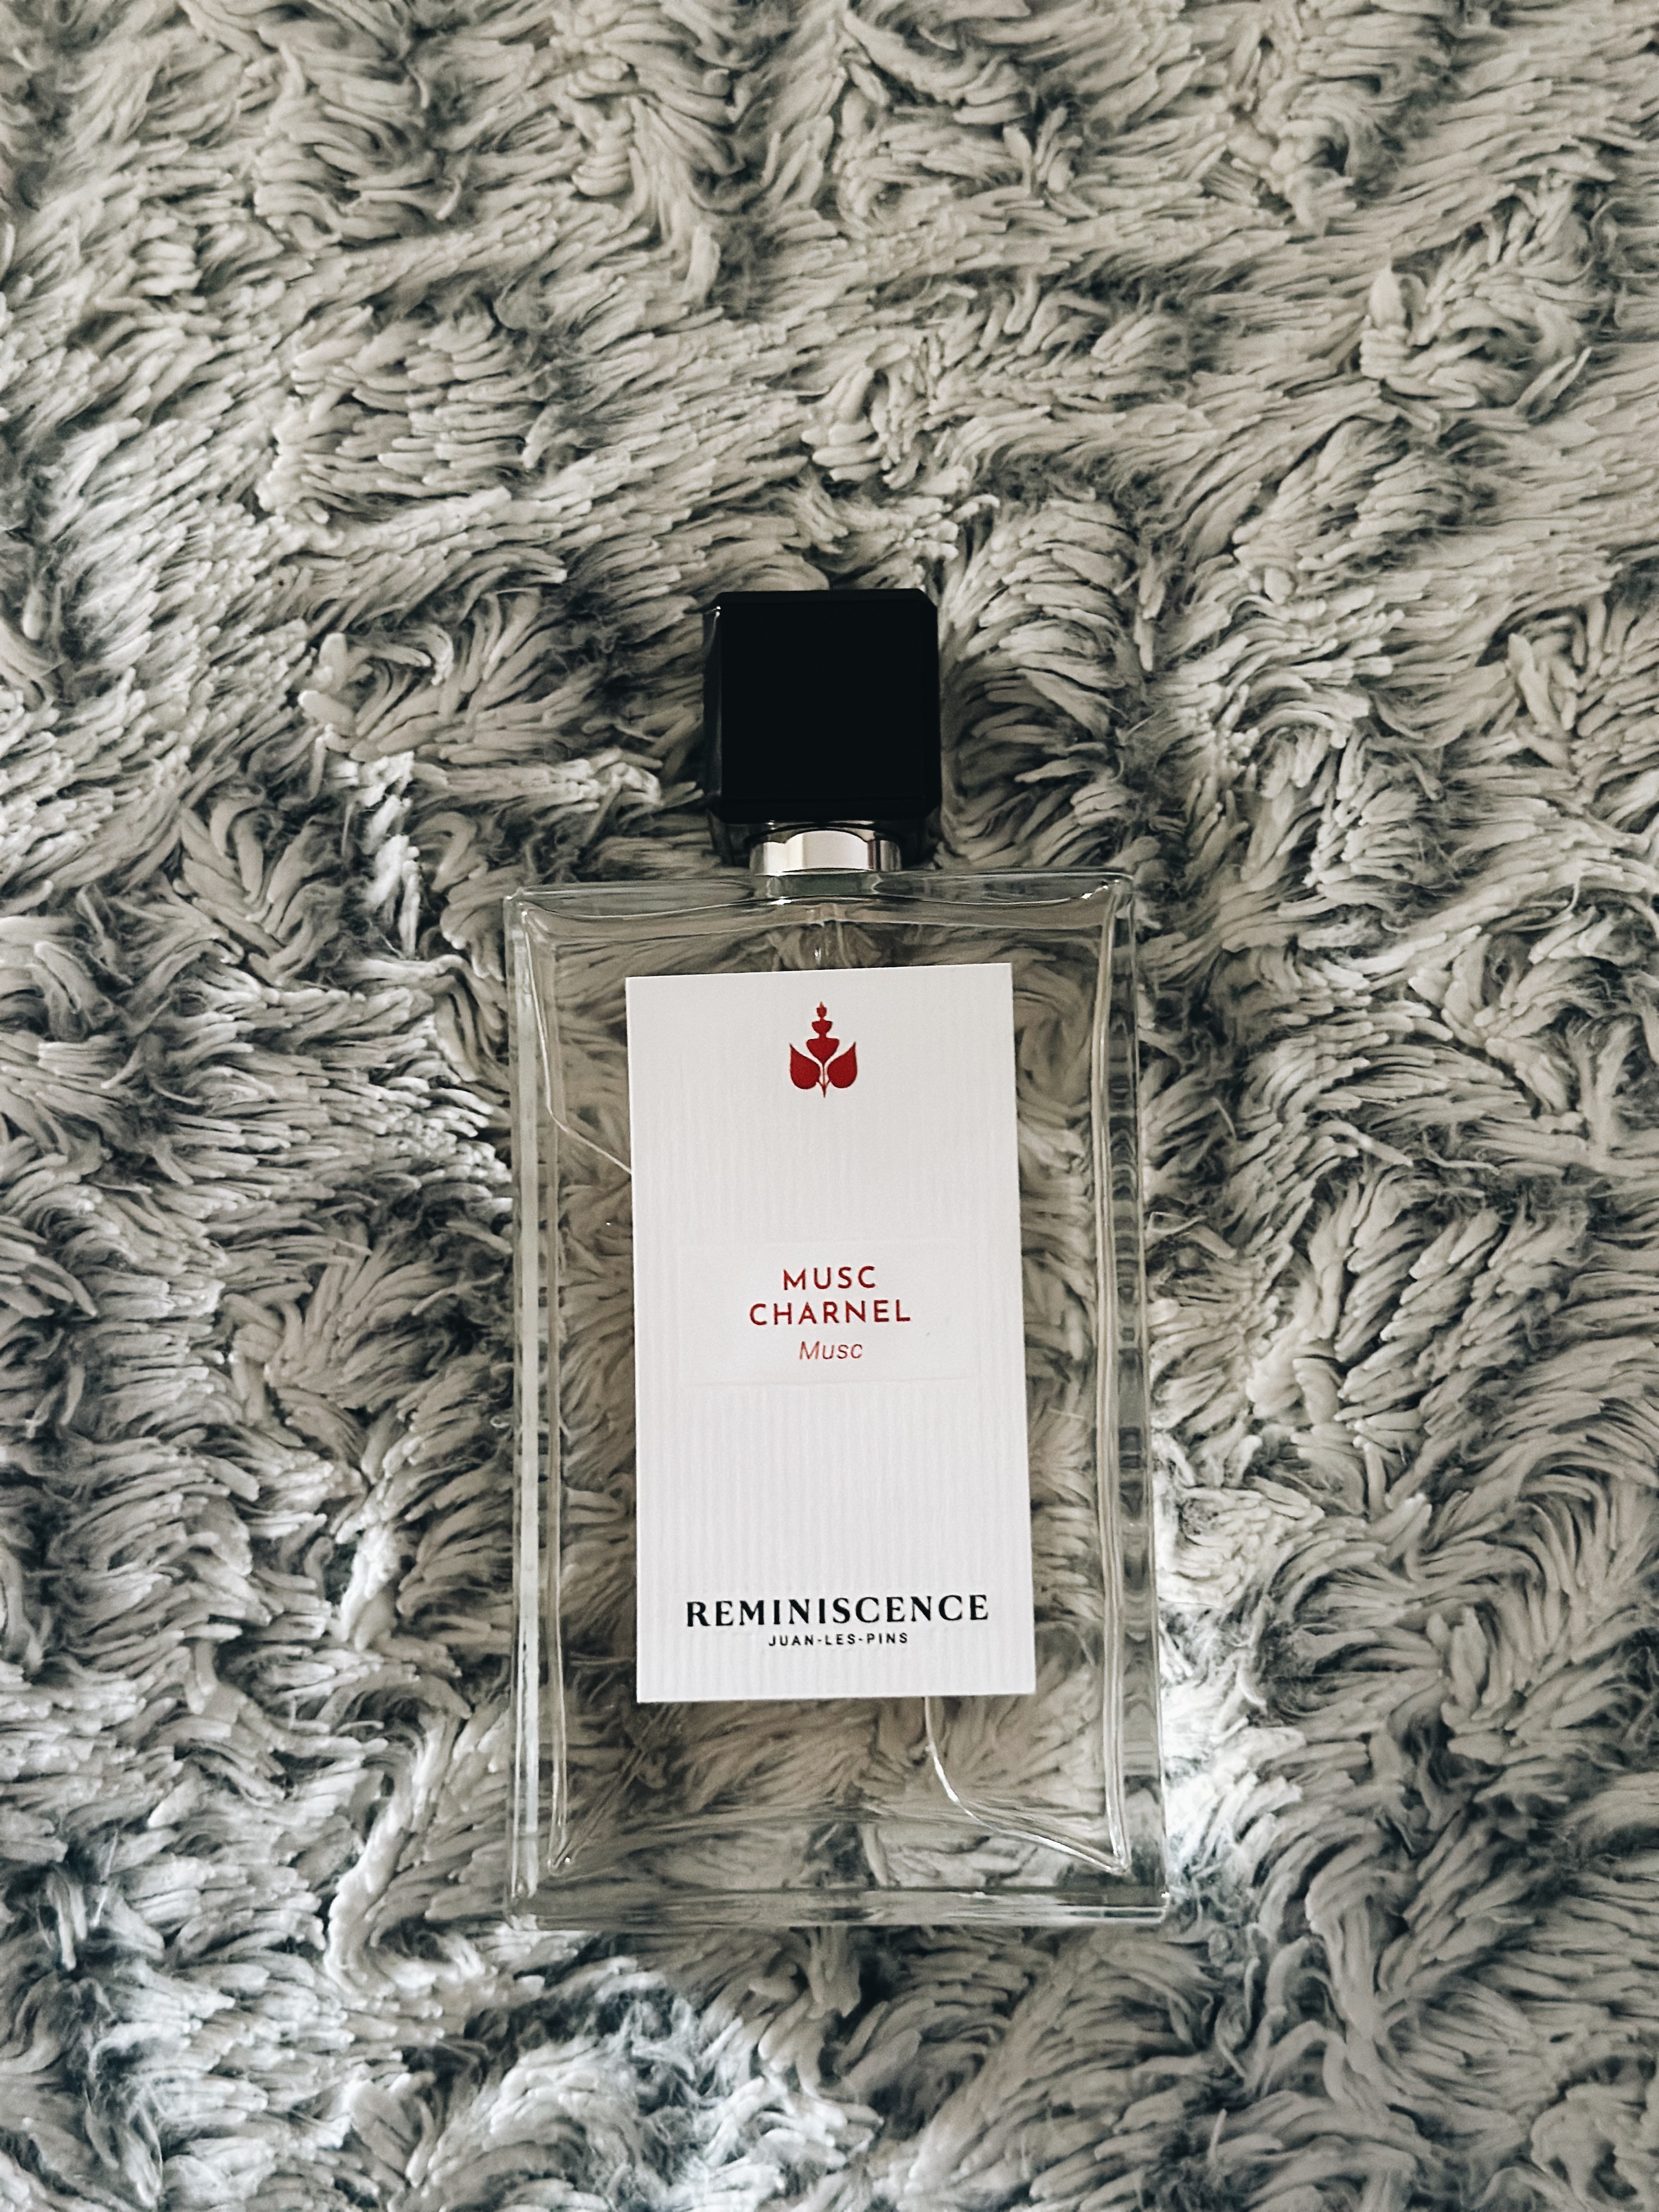 MUSC
CHARNEL
Musc
REMINISCENCE
JUAN-LES-PINS